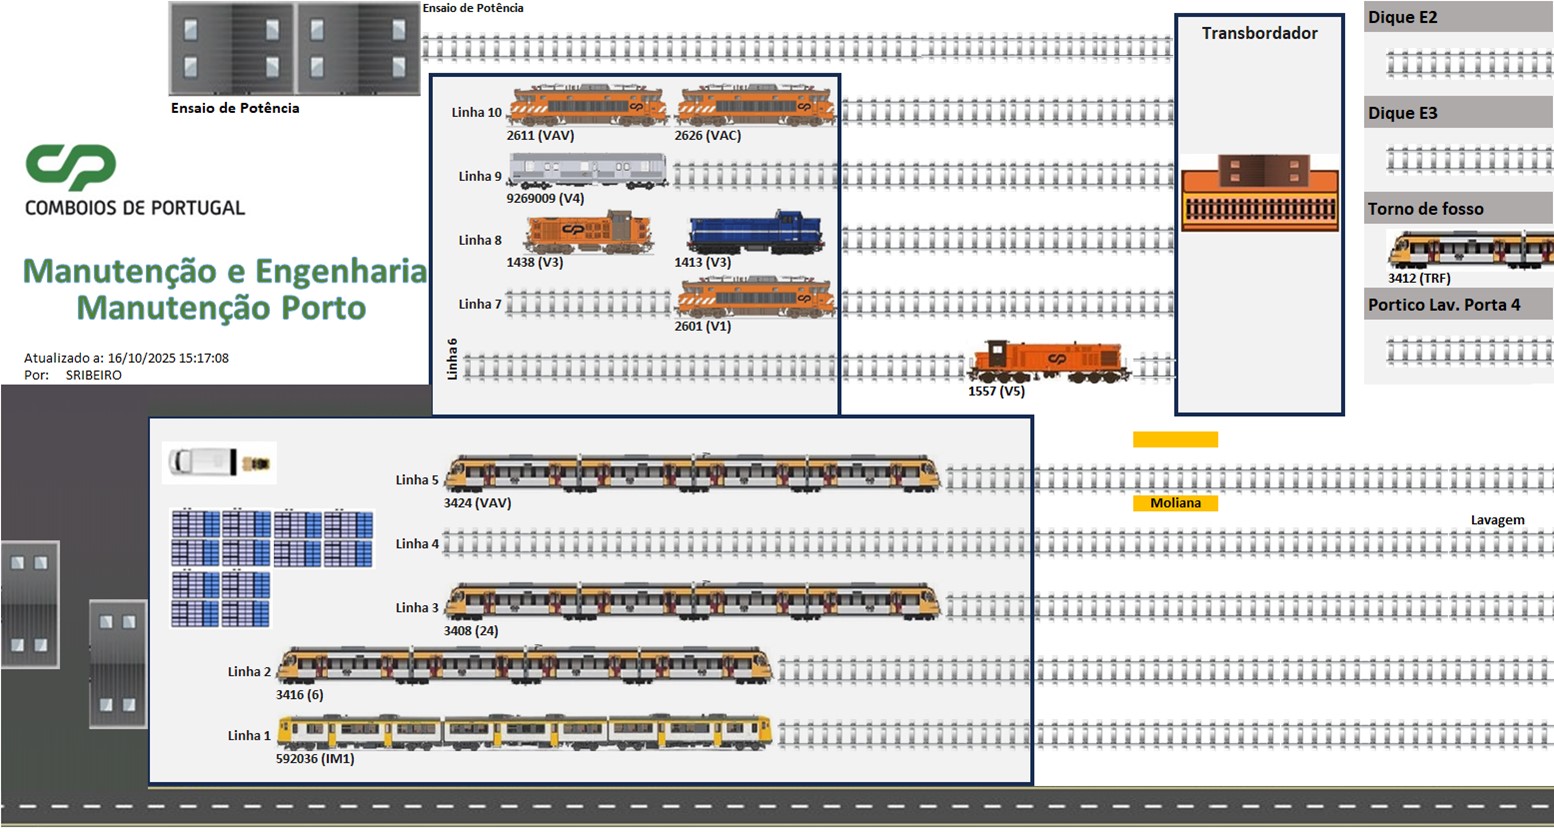 Ensaio de Potência
Ensaio de Potência
COMBOIOS DE PORTUGAL
Manutenção e Engenharia
Manutenção Porto
Atualizado a: 16/10/2025 15:17:08
Por: SRIBEIRO
Linha 10
2611 (VAV)
2626 (VAC)
Linha 9
9269009 (V4)
Linha 8
1438 (V3)
1413 (V3)
Linha 7
2601 (V1)
Linha 6
1557 (V5)
Transbordador
Dique E2
Dique E3
Torno de fosso
3412 (TRF)
Portico Lav. Porta 4
Linha 5
3424 (VAV)
Moliana
Lavagem
Linha 4
Linha 3
3408 (24)
Linha 2
3416 (6)
Linha 1
592036 (IM1)